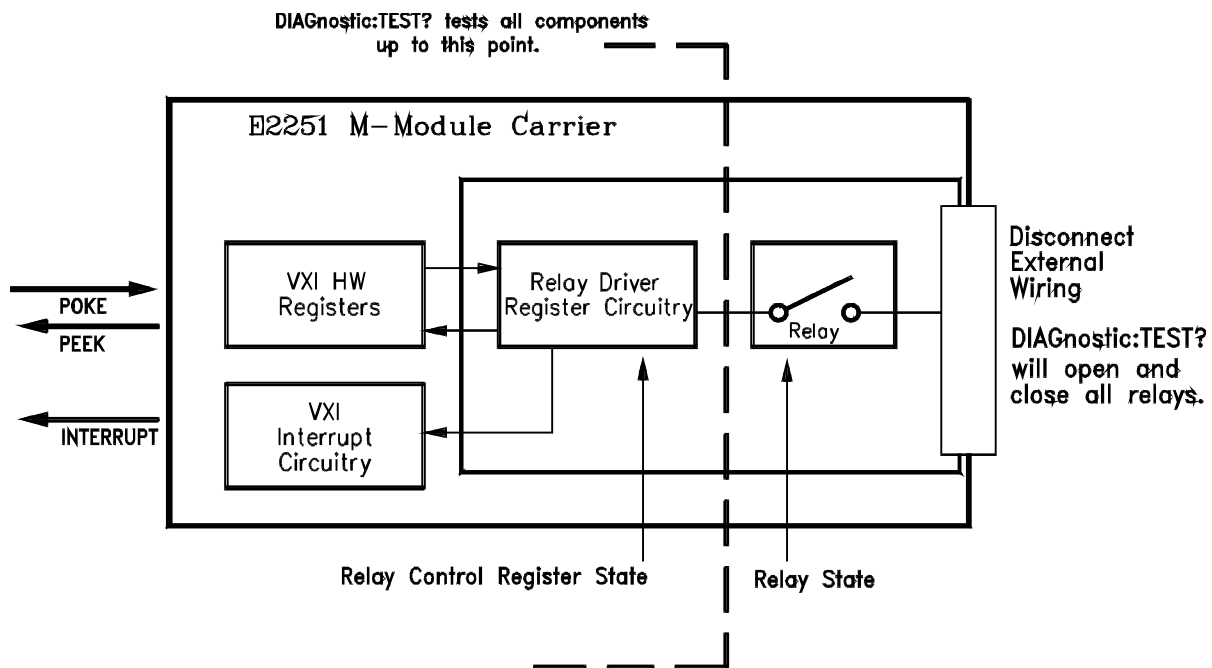 DIAGnostic:TEST? tests all components
up to this point.
E2251 M-Module Carrier
VXI HW
Registers
Relay Driver
Register Circuitry
Relay
Disconnect
External
Wiring
DIAGnostic:TEST?
will open and
close all relays.
POKE
PEEK
INTERRUPT
VXI
Interrupt
Circuitry
Relay Control Register State
Relay State